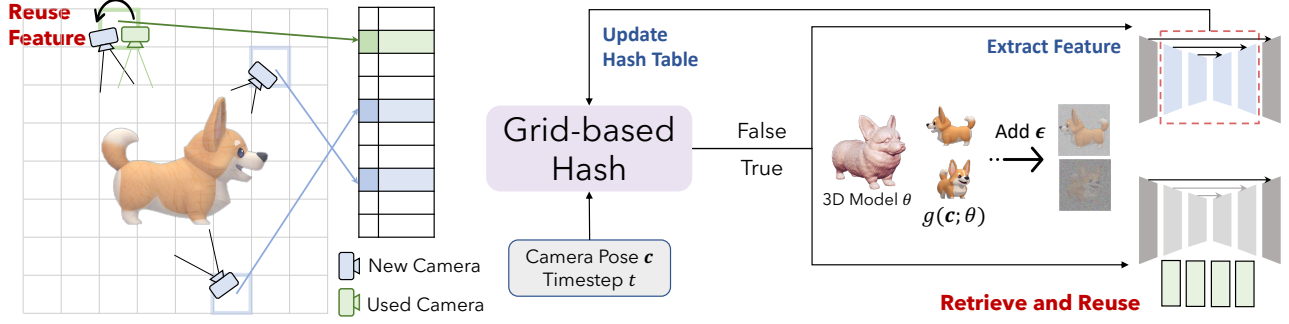 Reuse
Feature
New Camera
Used Camera
Update
Hash Table
Grid-based
Hash
Camera Pose c
Timestep t
False
True
Extract Feature
3D Model θ
g(c; θ)
Add ϵ
Retrieve and Reuse